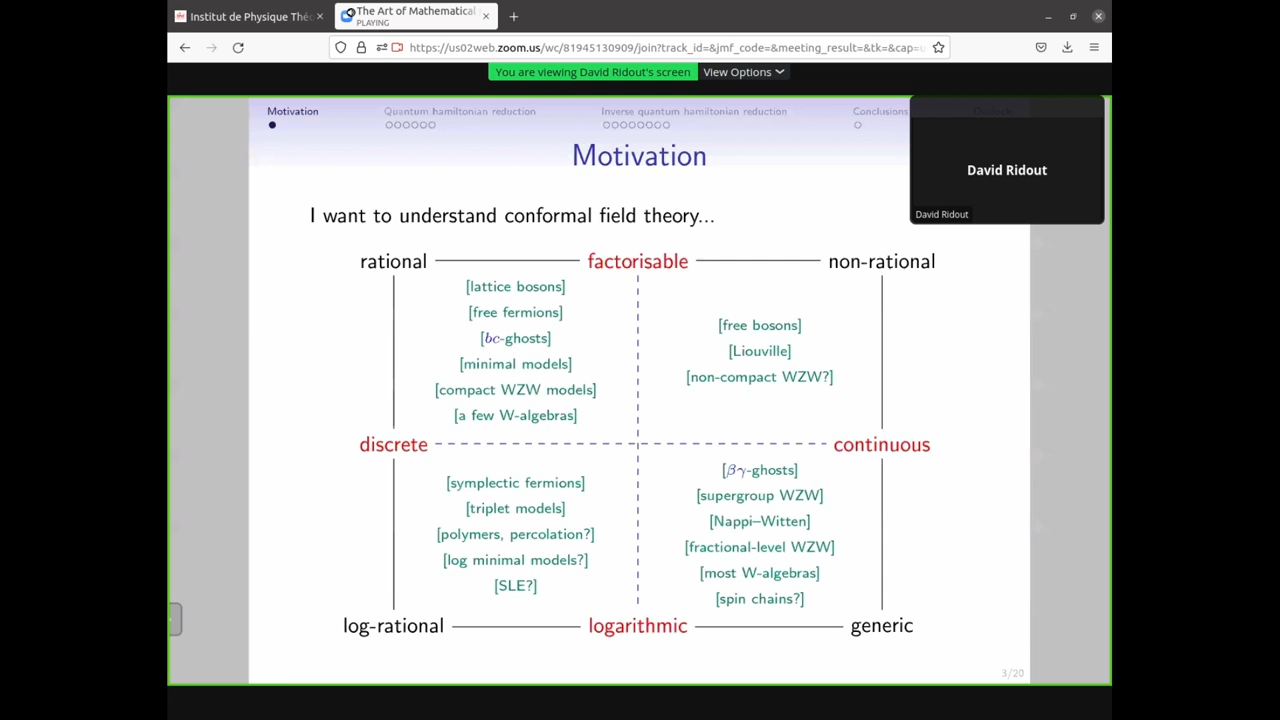 Institut de Physique Théo
The Art of Mathematical
PLAYING
https://us02web.zoom.us/wc/81945130909/join?track_id=&jmf_code=&meeting_result=&tk=&cap=
You are viewing David Ridout's screen
View Options
Motivation
Quantum hamiltonian reduction
Inverse quantum hamiltonian reduction
Conclusions
Motivation
David Ridout
David Ridout
I want to understand conformal field theory...
rational
factorisable
non-rational
[lattice bosons]
[free fermions]
[bc-ghosts]
[minimal models]
[compact WZW models]
[a few W-algebras]
[free bosons]
[Liouville]
[non-compact WZW?]
discrete
continuous
[symplectic fermions]
[triplet models]
[polymers, percolation?]
[log minimal models?]
[SLE?]
[βγ-ghosts]
[supergroup WZW]
[Nappi–Witten]
[fractional-level WZW]
[most W-algebras]
[spin chains?]
log-rational
logarithmic
generic
3/20